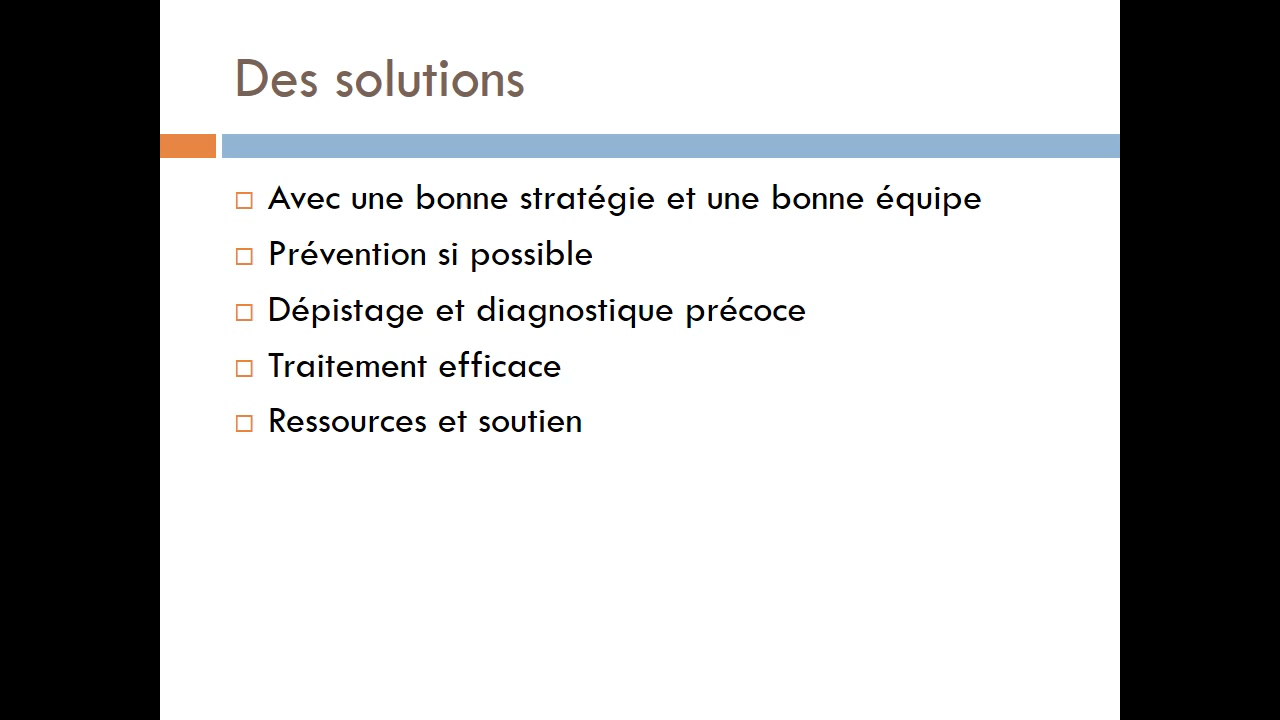 Des solutions
Avec une bonne stratégie et une bonne équipe
Prévention si possible
Dépistage et diagnostique précoce
Traitement efficace
Ressources et soutien